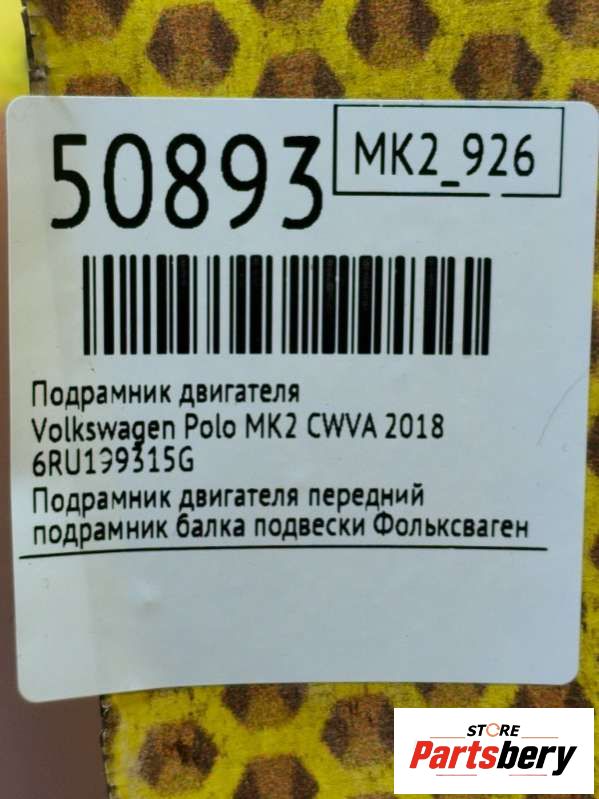 50893
MK2_926
Подрамник двигателя
Volkswagen Polo MK2 CWVA 2018
6RU199315G
Подрамник двигателя передний
подрамник балка подвески Фольксваген
STORE
Partsbery